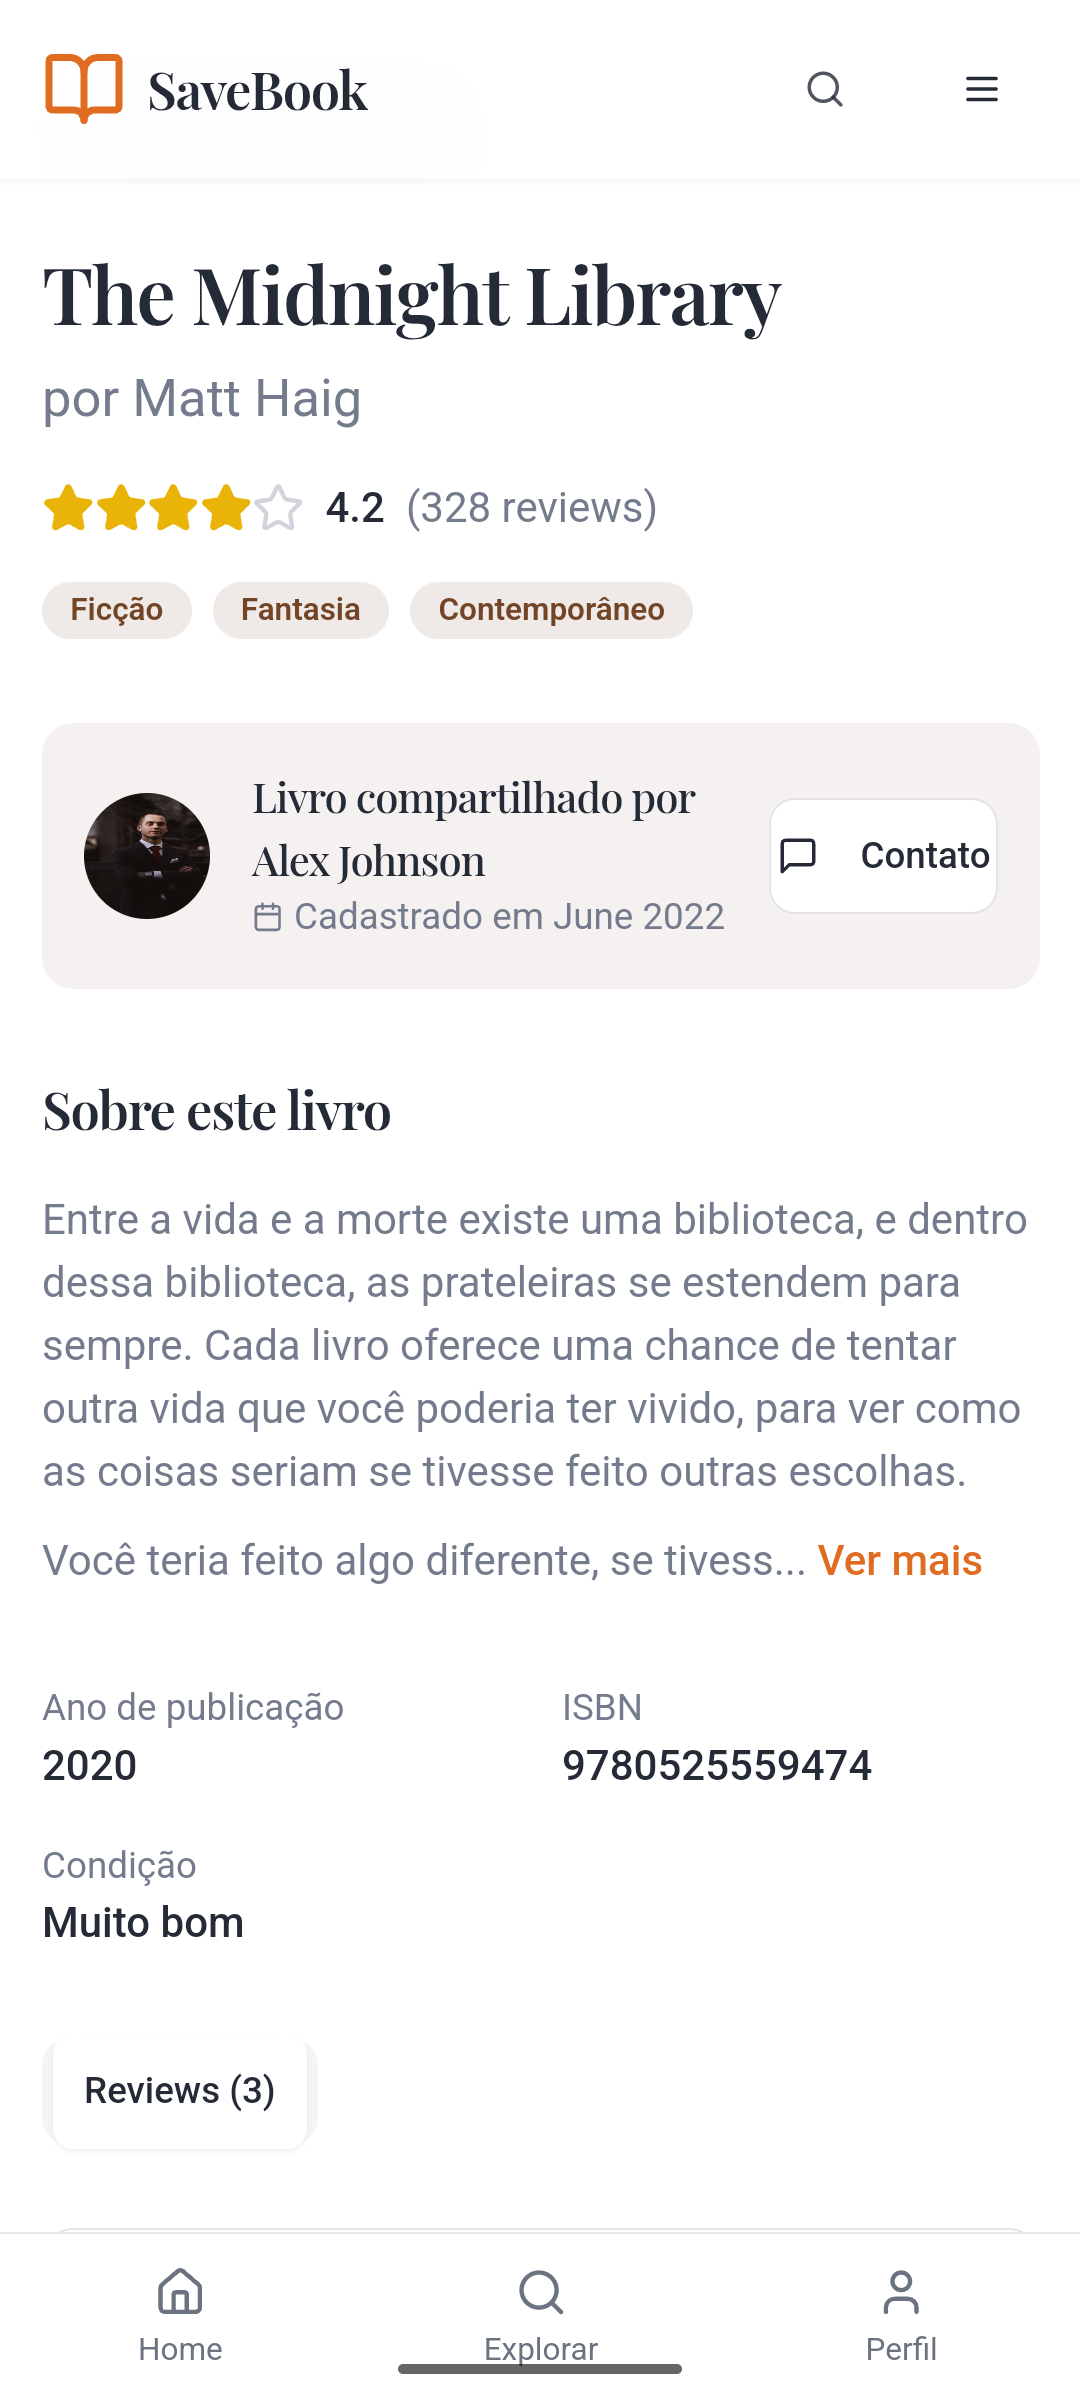 SaveBook
The Midnight Library
por Matt Haig
4.2 (328 reviews)
Ficção Fantasia Contemporâneo
Livro compartilhado por
Alex Johnson
Cadastrado em June 2022
Contato
Sobre este livro
Entre a vida e a morte existe uma biblioteca, e dentro
dessa biblioteca, as prateleiras se estendem para
sempre. Cada livro oferece uma chance de tentar
outra vida que você poderia ter vivido, para ver como
as coisas seriam se tivesse feito outras escolhas.
Você teria feito algo diferente, se tivess... Ver mais
Ano de publicação
2020
ISBN
9780525559474
Condição
Muito bom
Reviews (3)
Home Explorar Perfil